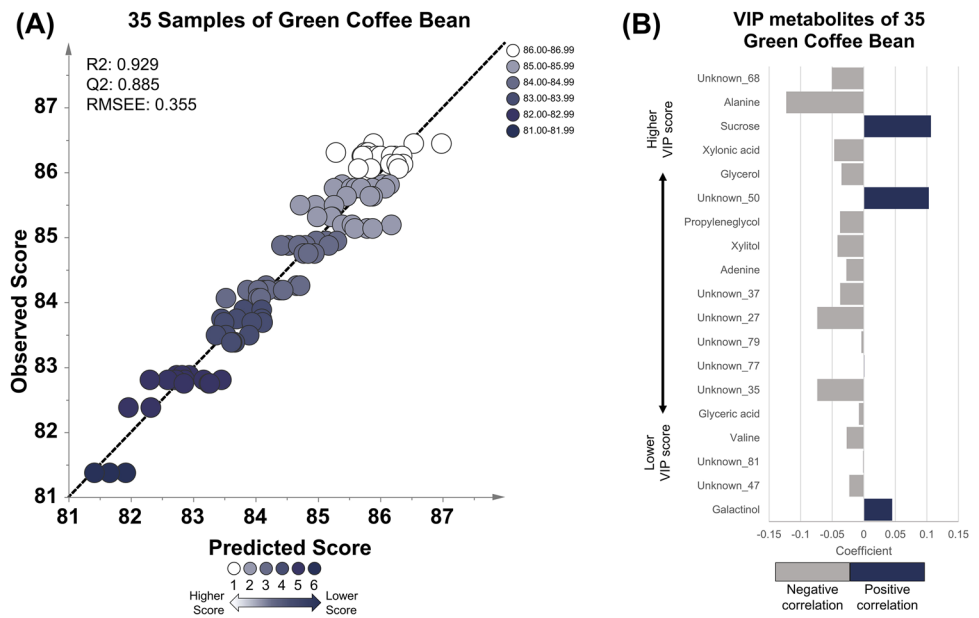 (A)
35 Samples of Green Coffee Bean
R2: 0.929
Q2: 0.885
RMSEE: 0.355
86.00-86.99
85.00-85.99
84.00-84.99
83.00-83.99
82.00-82.99
81.00-81.99
Observed Score
87
86
85
84
83
82
81
81 82 83 84 85 86 87
Predicted Score
1 2 3 4 5 6
Higher
Score
Lower
Score
(B)
VIP metabolites of 35
Green Coffee Bean
Higher
VIP score
Lower
VIP score
Unknown_68
Alanine
Sucrose
Xylonic acid
Glycerol
Unknown_50
Propyleneglycol
Xylitol
Adenine
Unknown_37
Unknown_27
Unknown_79
Unknown_77
Unknown_35
Glyceric acid
Valine
Unknown_81
Unknown_47
Galactinol
-0.15 -0.1 -0.05 0 0.05 0.1 0.15
Coefficient
Negative
correlation
Positive
correlation